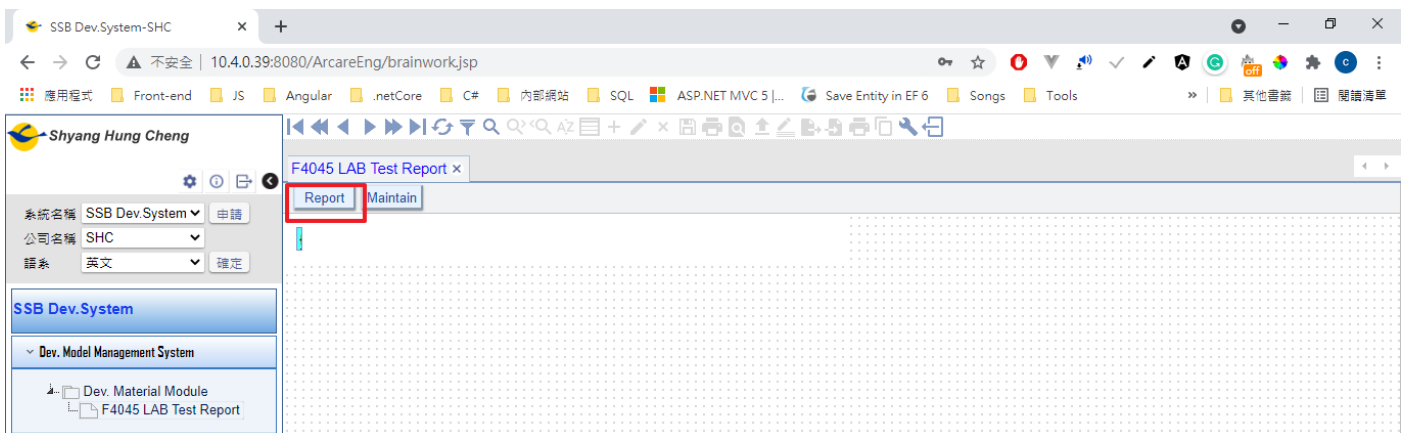 SSB Dev.System-SHC
不安全 | 10.4.0.39:8080/ArcareEng/brainwork.jsp
off
C
應用程式 Front-end JS Angular .netCore C# 內部網站 SQL ASP.NET MVC 5 |... Save Entity in EF 6 Songs Tools » 其他書籤 閱讀清單
Shyang Hung Cheng
F4045 LAB Test Report ×
Report Maintain
系統名稱 SSB Dev.System 申請
公司名稱 SHC
語系 英文 確定
SSB Dev.System
Dev. Model Management System
Dev. Material Module
F4045 LAB Test Report